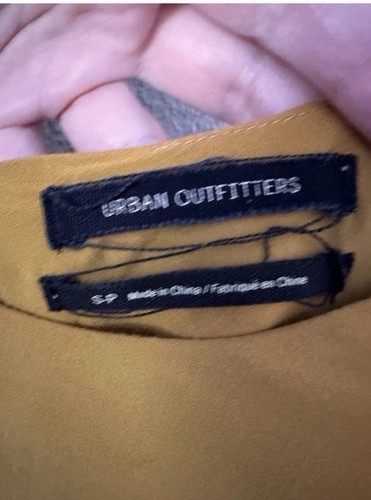 URBAN OUTFITTERS
S-P Made in China / Fabriqué en Chine